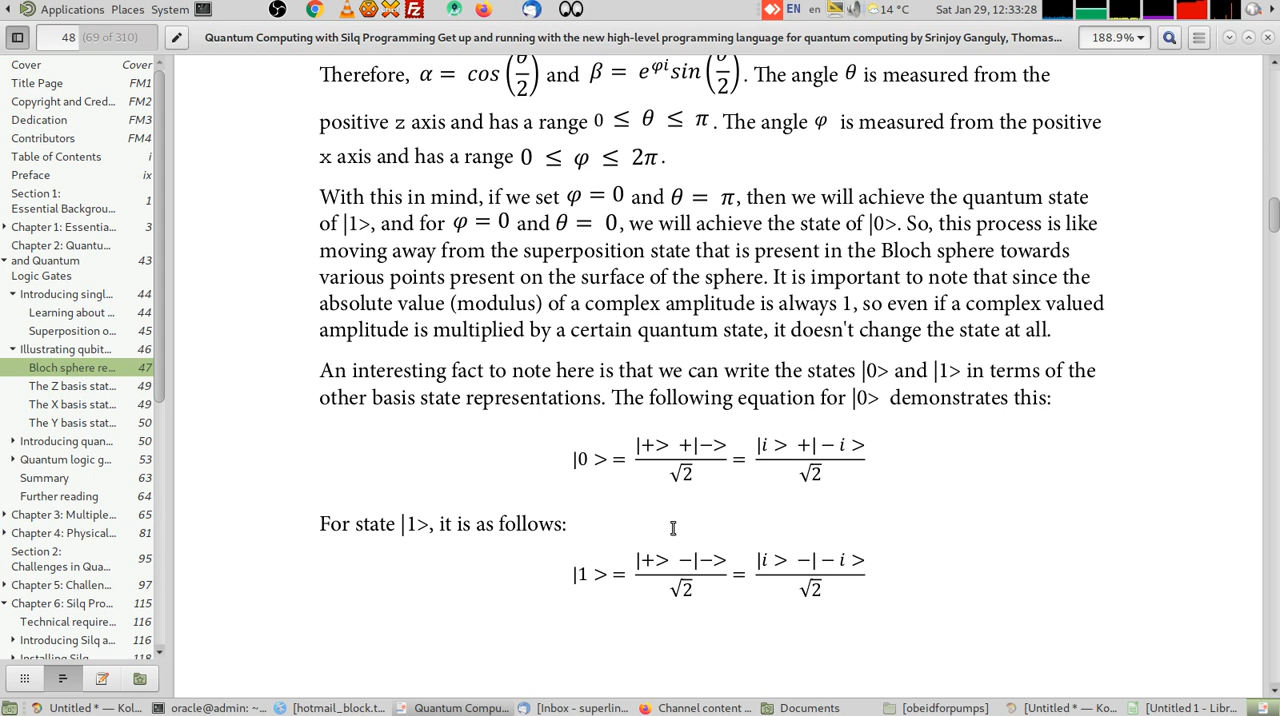 Applications Places System EN en 14 °C Sat Jan 29, 12:33:28
48 (69 of 310) Quantum Computing with Silq Programming Get up and running with the new high-level programming language for quantum computing by Srinjoy Ganguly, Thomas... 188.9%
Cover Cover
Title Page FM1
Copyright and Cred... FM2
Dedication FM3
Contributors FM4
Table of Contents i
Preface ix
Section 1:
Essential Backgrou... 1
Chapter 1: Essentia... 3
Chapter 2: Quantu...
and Quantum 43
Logic Gates
Introducing singl... 44
Learning about ... 44
Superposition o... 45
Illustrating qubit... 46
Bloch sphere re... 47
The Z basis stat... 49
The X basis stat... 49
The Y basis stat... 50
Introducing quan... 50
Quantum logic g... 53
Summary 63
Further reading 64
Chapter 3: Multiple... 65
Chapter 4: Physical... 81
Section 2:
Challenges in Qua... 95
Chapter 5: Challen... 97
Chapter 6: Silq Pro... 115
Technical require... 116
Introducing Silq a... 116
Installing Silq 118
Therefore, α = cos(θ/2) and β = e^φi sin(θ/2). The angle θ is measured from the
positive z axis and has a range 0 ≤ θ ≤ π. The angle φ is measured from the positive
x axis and has a range 0 ≤ φ ≤ 2π.
With this in mind, if we set φ = 0 and θ = π, then we will achieve the quantum state
of |1>, and for φ = 0 and θ = 0, we will achieve the state of |0>. So, this process is like
moving away from the superposition state that is present in the Bloch sphere towards
various points present on the surface of the sphere. It is important to note that since the
absolute value (modulus) of a complex amplitude is always 1, so even if a complex valued
amplitude is multiplied by a certain quantum state, it doesn't change the state at all.
An interesting fact to note here is that we can write the states |0> and |1> in terms of the
other basis state representations. The following equation for |0> demonstrates this:
|0 > = |+> +|−> / √2 = |i > +| − i > / √2
For state |1>, it is as follows:
|1 > = |+> −|−> / √2 = |i > −| − i > / √2
Untitled * — Kol... oracle@admin: ~... [hotmail_block.t... Quantum Compu... [Inbox - superlin... Channel content ... Documents [obeidforpumps] [Untitled * — Ko... [Untitled 1 - Libr...